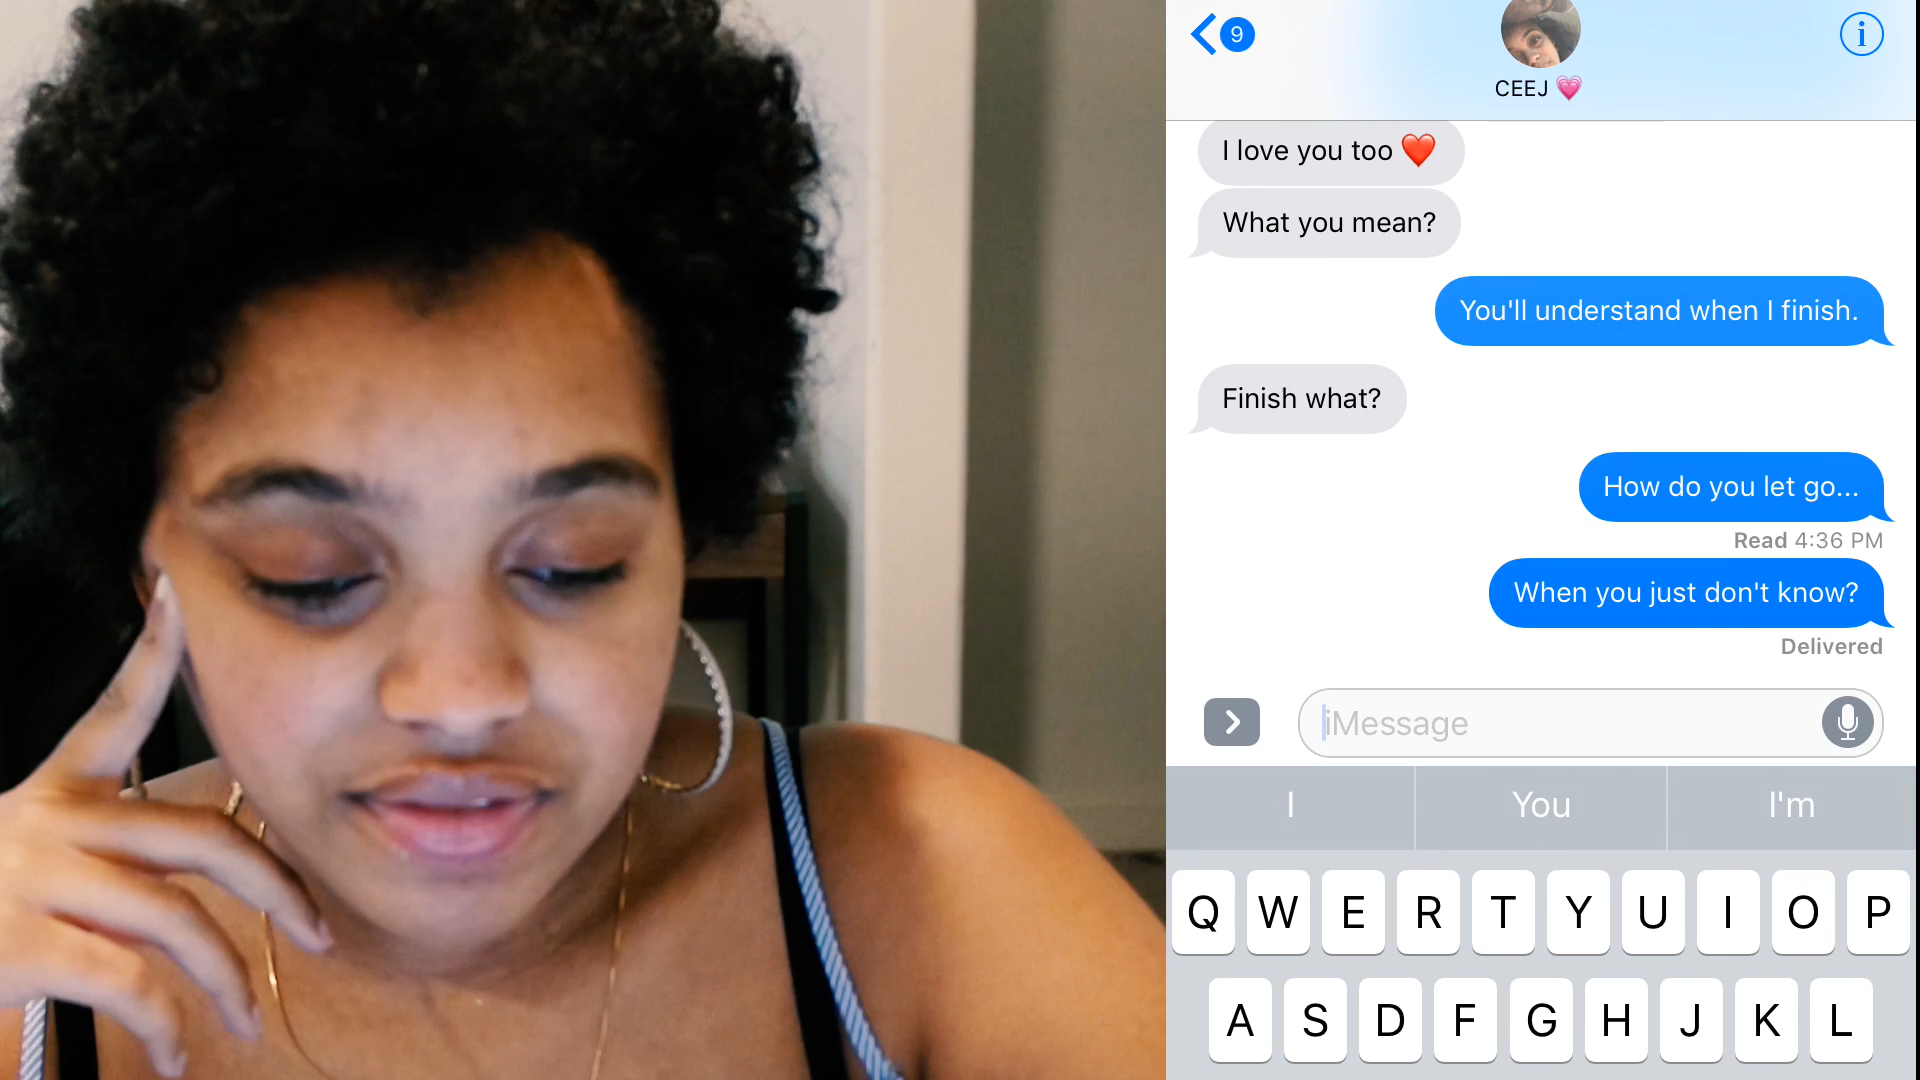 9
CEEJ 💗
I love you too ❤️
What you mean?
You'll understand when I finish.
Finish what?
How do you let go...
Read 4:36 PM
When you just don't know?
Delivered
iMessage
I You I'm
Q W E R T Y U I O P
A S D F G H J K L